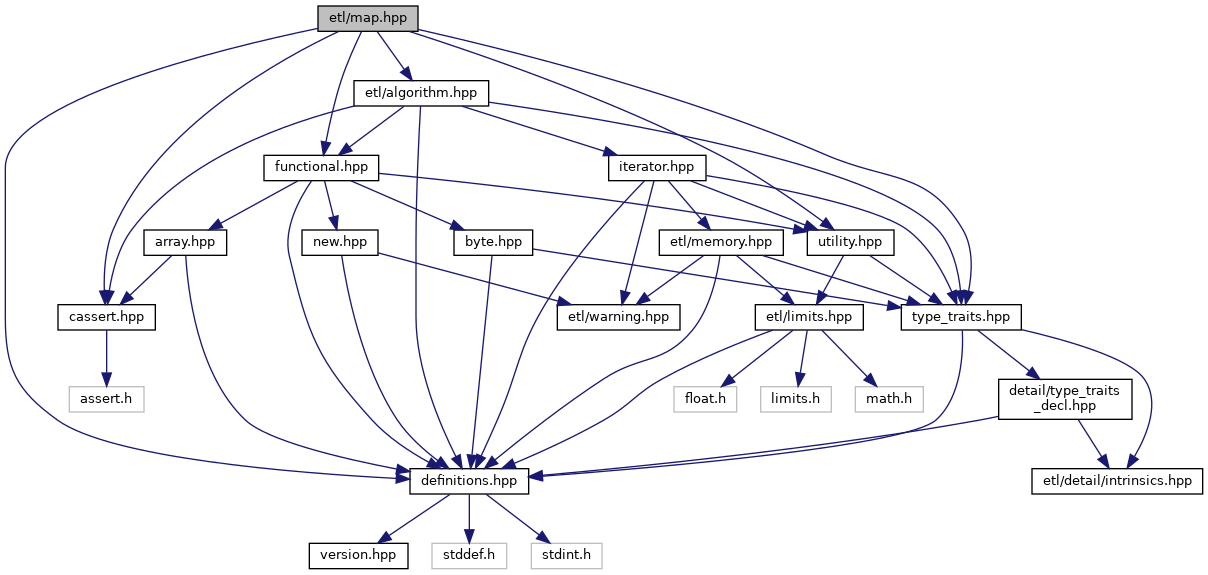 etl/map.hpp
etl/algorithm.hpp
functional.hpp
iterator.hpp
array.hpp
new.hpp
byte.hpp
etl/memory.hpp
utility.hpp
cassert.hpp
etl/warning.hpp
etl/limits.hpp
type_traits.hpp
assert.h
float.h
limits.h
math.h
detail/type_traits
_decl.hpp
definitions.hpp
etl/detail/intrinsics.hpp
version.hpp
stddef.h
stdint.h